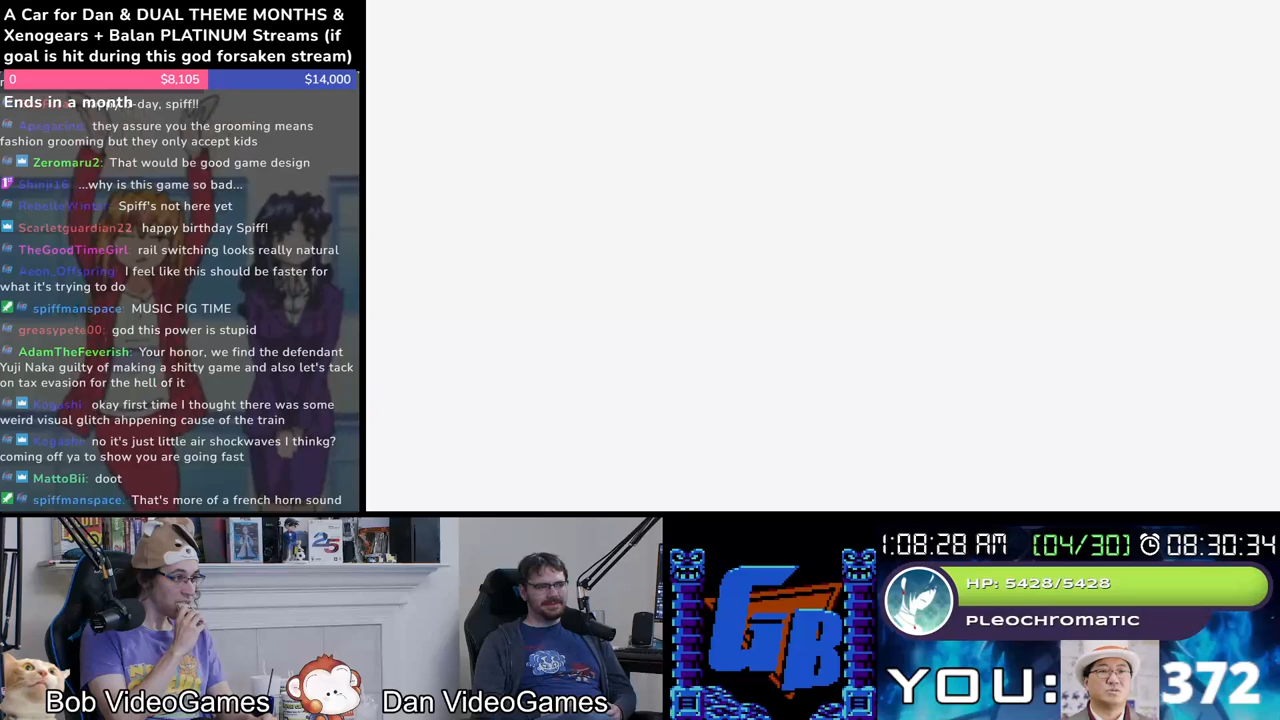 A Car for Dan & DUAL THEME MONTHS &
Xenogears + Balan PLATINUM Streams (if
goal is hit during this god forsaken stream)
0 $8,105 $14,000
Ends in a month
-day, spiff!!
Apegacine: they assure you the grooming means
fashion grooming but they only accept kids
Zeromaru2: That would be good game design
Shinji16 ...why is this game so bad...
RebelleWinter: Spiff's not here yet
Scarletguardian22: happy birthday Spiff!
TheGoodTimeGirl: rail switching looks really natural
Aeon_Offspring: I feel like this should be faster for
what it's trying to do
spiffmanspace: MUSIC PIG TIME
greasypete00: god this power is stupid
AdamTheFeverish: Your honor, we find the defendant
Yuji Naka guilty of making a shitty game and also let's tack
on tax evasion for the hell of it
Kogashi okay first time I thought there was some
weird visual glitch ahppening cause of the train
Kogashi no it's just little air shockwaves I thinkg?
coming off ya to show you are going fast
MattoBii: doot
spiffmanspace: That's more of a french horn sound
25
Bob VideoGames
Dan VideoGames
GB
1:08:28 AM [04/30] 08:30:34
HP: 5428/5428
PLEOCHROMATIC
YOU: 372